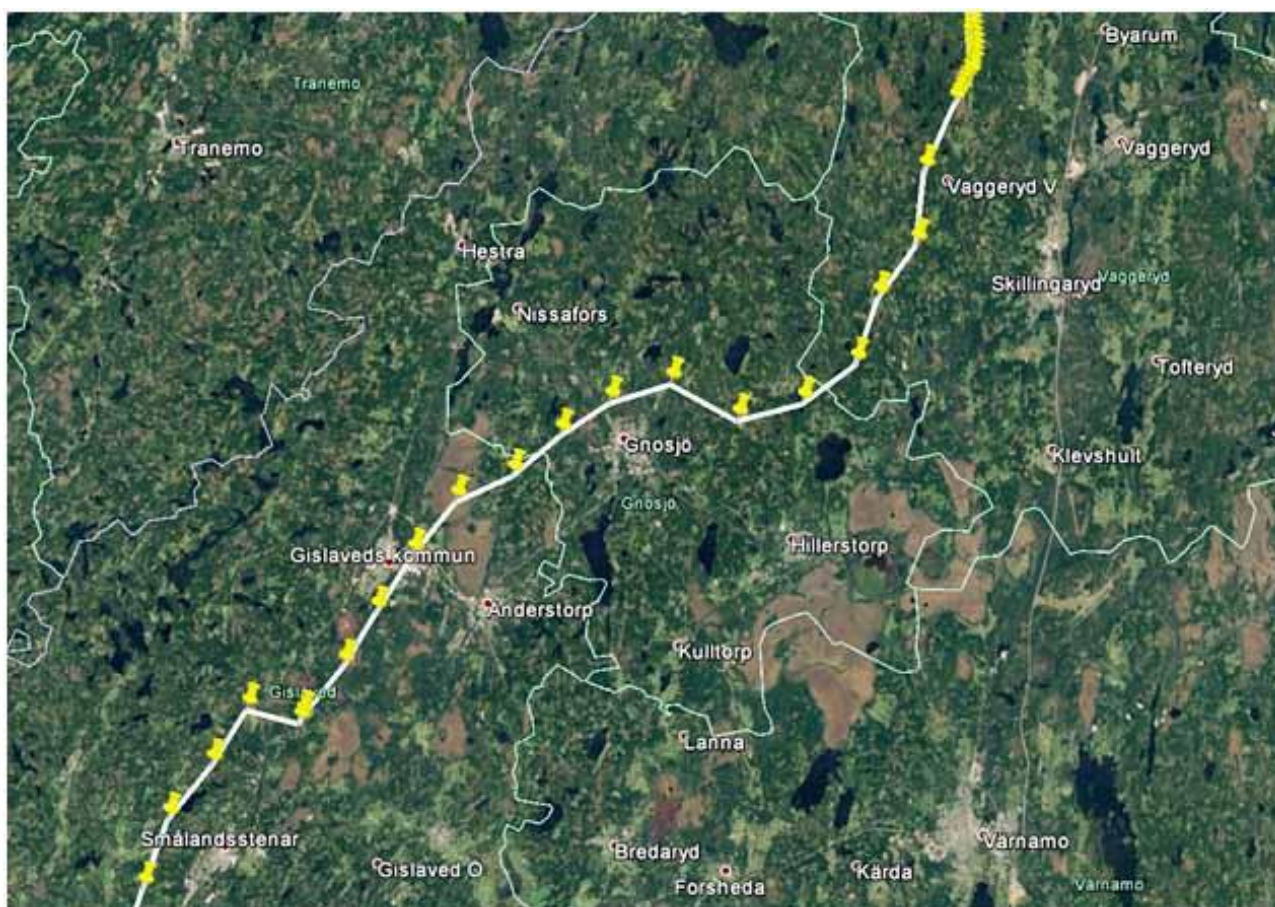 Byarum
Tranemo
Tranemo
Vaggeryd
Vaggeryd V
Hestra
Skillingaryd
Vaggeryd
Nissafors
Tofteryd
Gnosjö
Klevshult
Gnosjö
Hillerstorp
Gislaveds kommun
Anderstorp
Kulltorp
Gislaved
Lanna
Smålandsstenar
Bredaryd
Värnamo
Gislaved Ö
Forsheda
Kärda
Värnamo